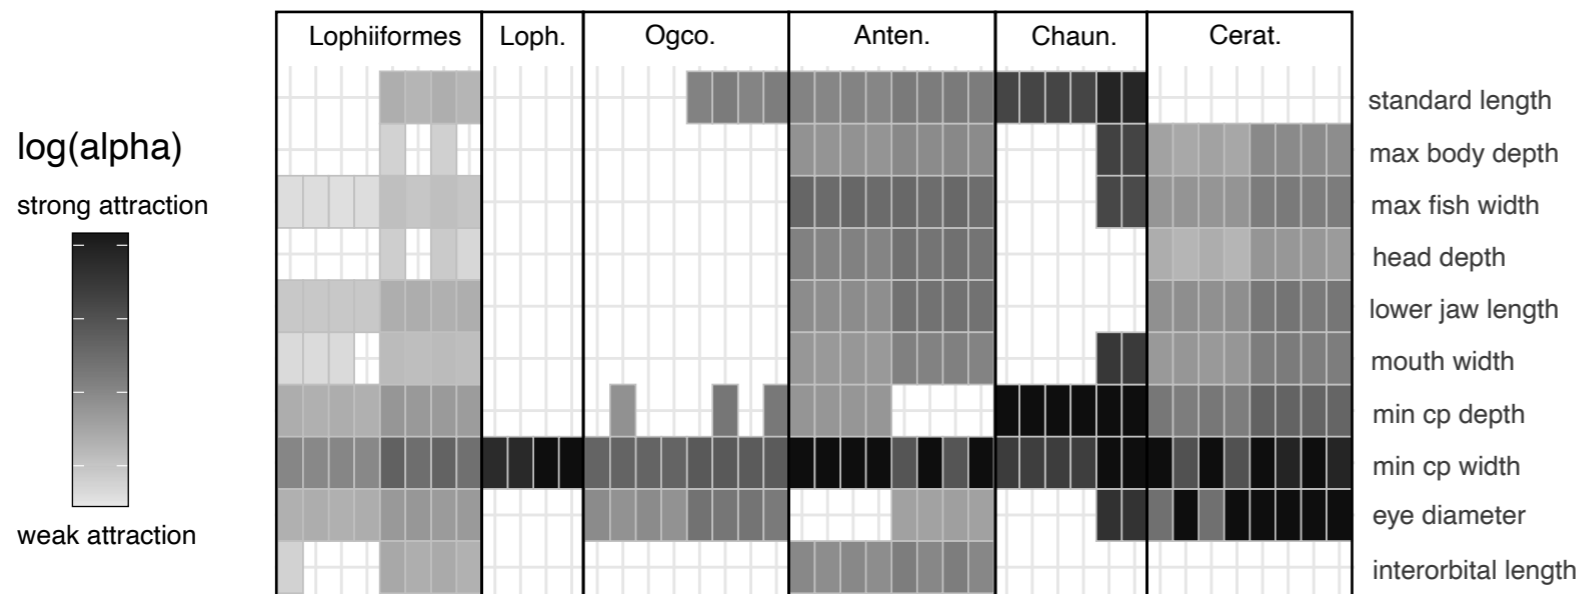 Lophiiformes Loph. Ogco. Anten. Chaun. Cerat.
log(alpha)
strong attraction
weak attraction
standard length
max body depth
max fish width
head depth
lower jaw length
mouth width
min cp depth
min cp width
eye diameter
interorbital length